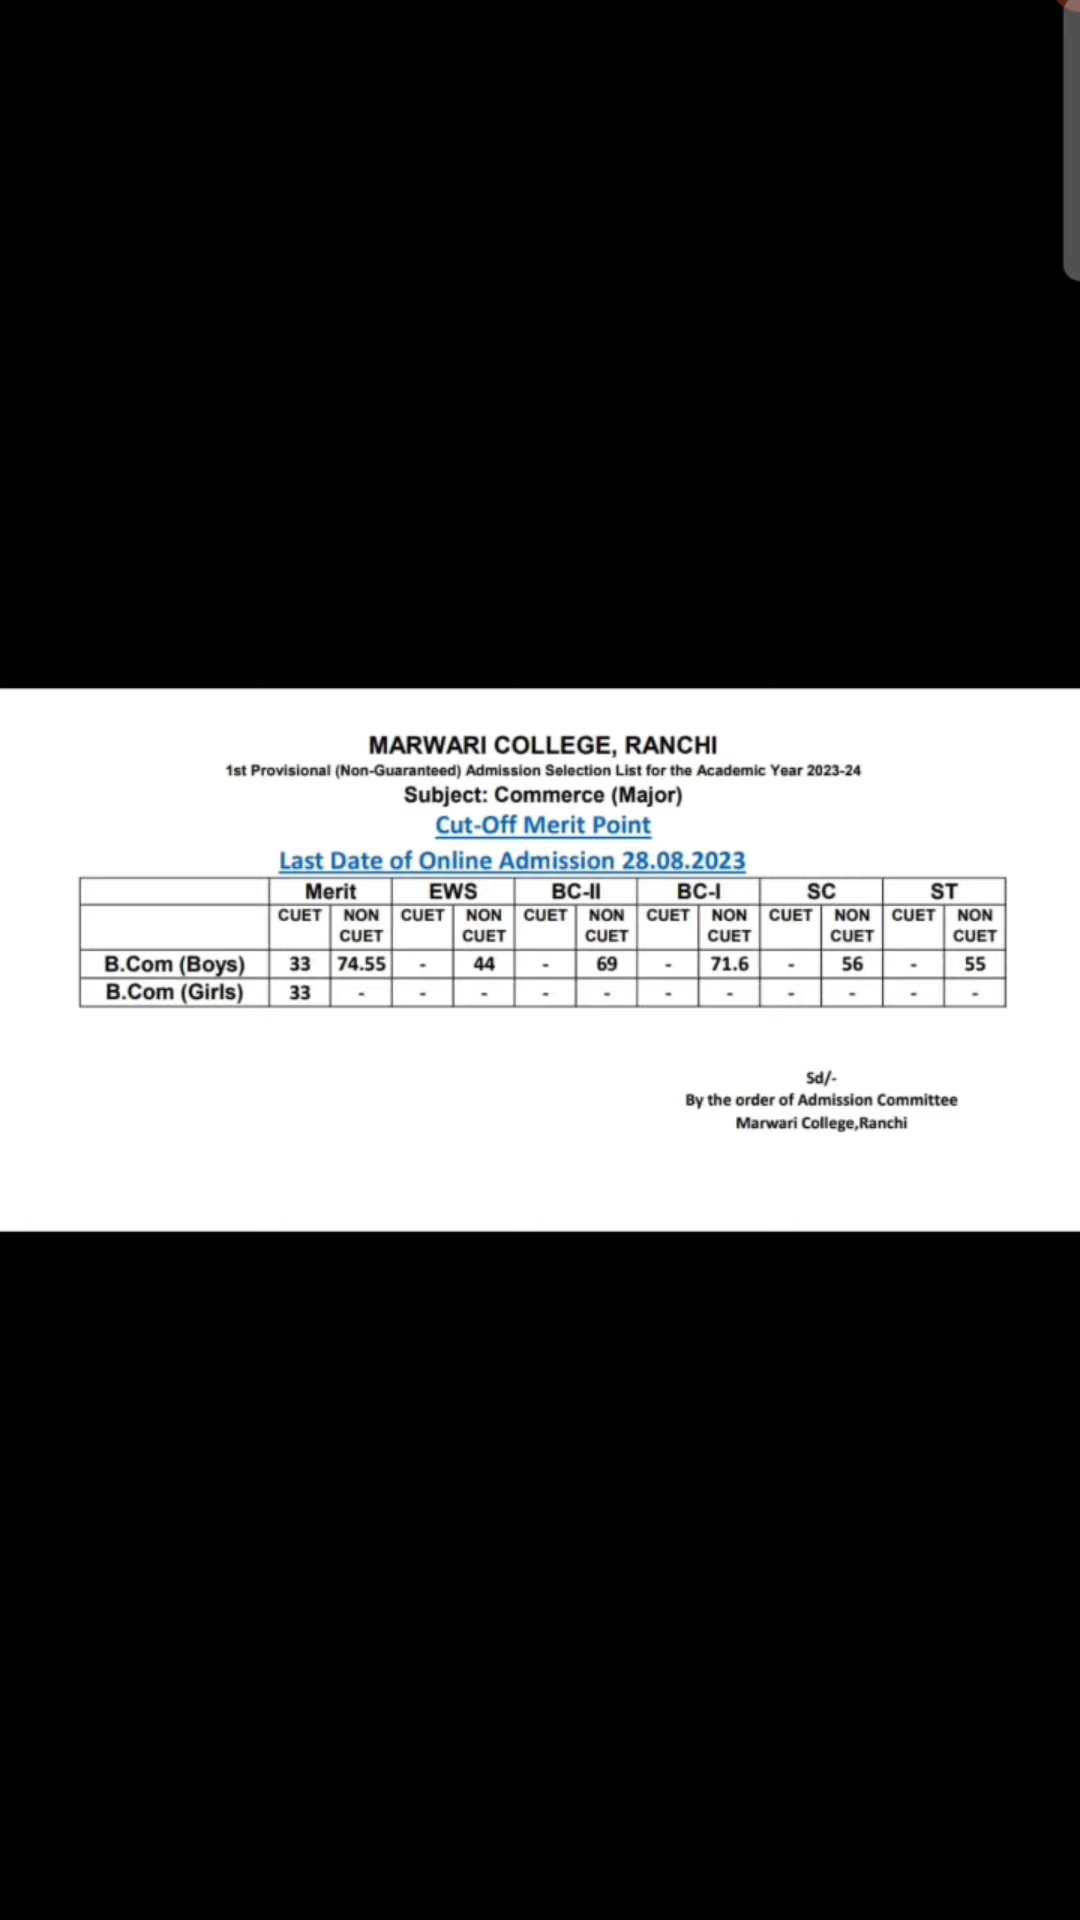 MARWARI COLLEGE, RANCHI
1st Provisional (Non-Guaranteed) Admission Selection List for the Academic Year 2023-24
Subject: Commerce (Major)
Cut-Off Merit Point
Last Date of Online Admission 28.08.2023
Merit EWS BC-II BC-I SC ST
CUET NON CUET CUET NON CUET CUET NON CUET CUET NON CUET CUET NON CUET CUET NON CUET
B.Com (Boys) 33 74.55 - 44 - 69 - 71.6 - 56 - 55
B.Com (Girls) 33 - - - - - - - - - - -
Sd/-
By the order of Admission Committee
Marwari College,Ranchi